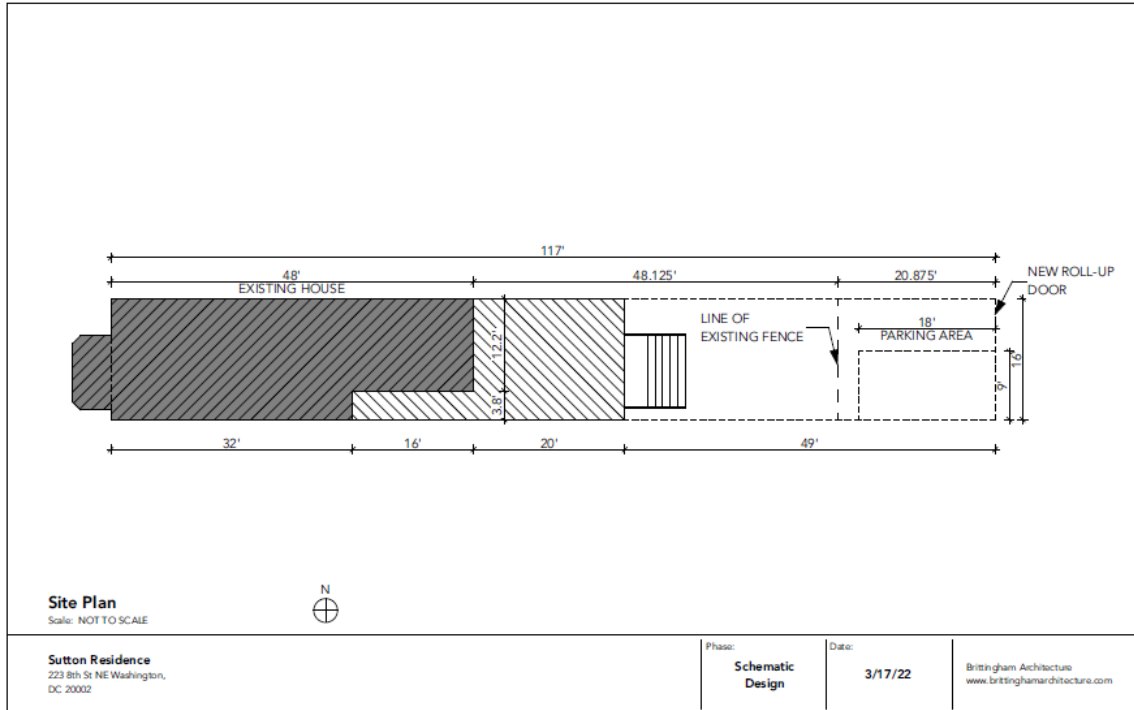 117'
48'
48.125'
20.875'
EXISTING HOUSE
NEW ROLL-UP
DOOR
LINE OF
EXISTING FENCE
18'
PARKING AREA
12.2'
3.8'
9'
16'
32'
16'
20'
49'
Site Plan
Scale: NOT TO SCALE
N
Sutton Residence
223 8th St NE Washington,
DC 20002
Phase:
Schematic
Design
Date:
3/17/22
Brittingham Architecture
www.brittinghamarchitecture.com